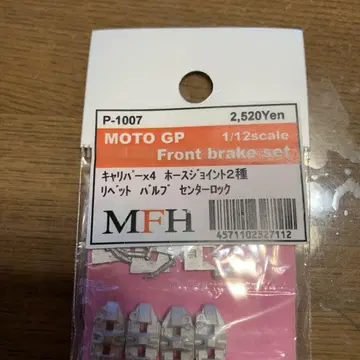 P-1007 2,520Yen
MOTO GP 1/12scale
Front brake set
ｷｬﾘﾊﾟｰx4 ﾎｰｽｼﾞｮｲﾝﾄ2種
ﾘﾍﾞｯﾄ ﾊﾞﾙﾌﾞ ｾﾝﾀｰﾛｯｸ
MFH
4571102327112